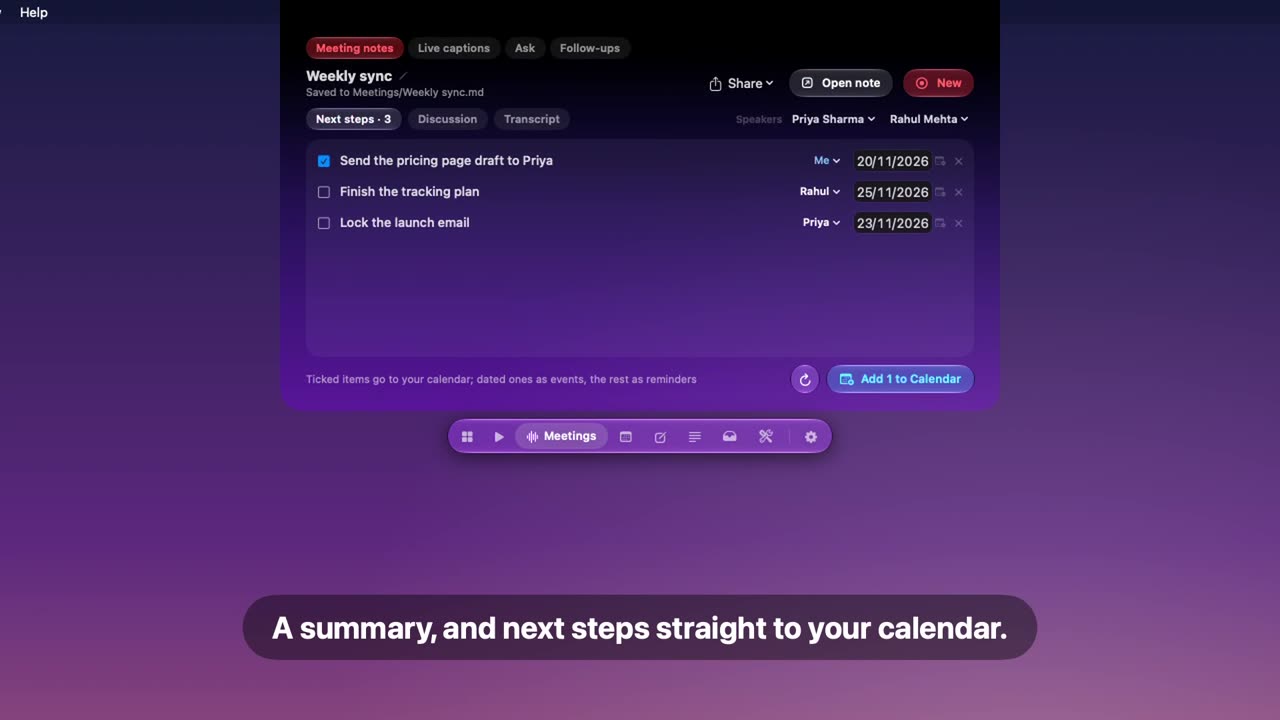 Help
Meeting notes Live captions Ask Follow-ups
Weekly sync
Share Open note New
Saved to Meetings/Weekly sync.md
Next steps · 3 Discussion Transcript Speakers Priya Sharma Rahul Mehta
Send the pricing page draft to Priya Me 20/11/2026
Finish the tracking plan Rahul 25/11/2026
Lock the launch email Priya 23/11/2026
Ticked items go to your calendar; dated ones as events, the rest as reminders Add 1 to Calendar
Meetings
A summary, and next steps straight to your calendar.